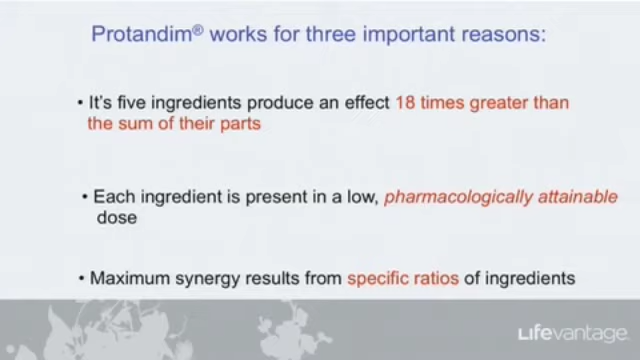 Protandim® works for three important reasons:
• It's five ingredients produce an effect 18 times greater than
the sum of their parts
• Each ingredient is present in a low, pharmacologically attainable
dose
• Maximum synergy results from specific ratios of ingredients
Lifevantage.